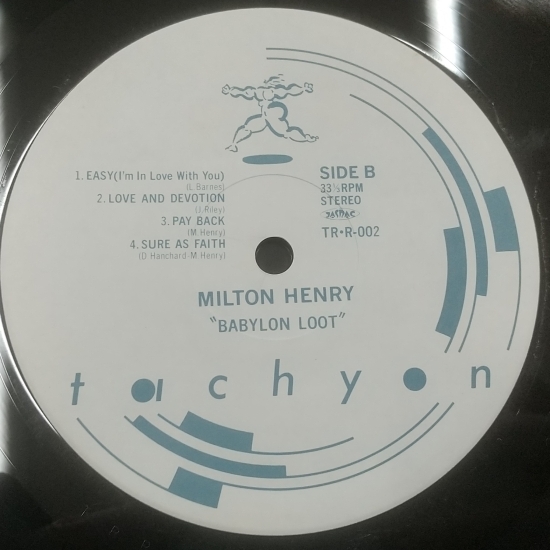 1. EASY(I'm In Love With You)
(L. Barnes)
2. LOVE AND DEVOTION
(J. Riley)
3. PAY BACK
(M. Henry)
4. SURE AS FAITH
(D. Hanchard-M. Henry)
SIDE B
33⅓RPM
STEREO
TR•R-002
MILTON HENRY
"BABYLON LOOT"
tachyon